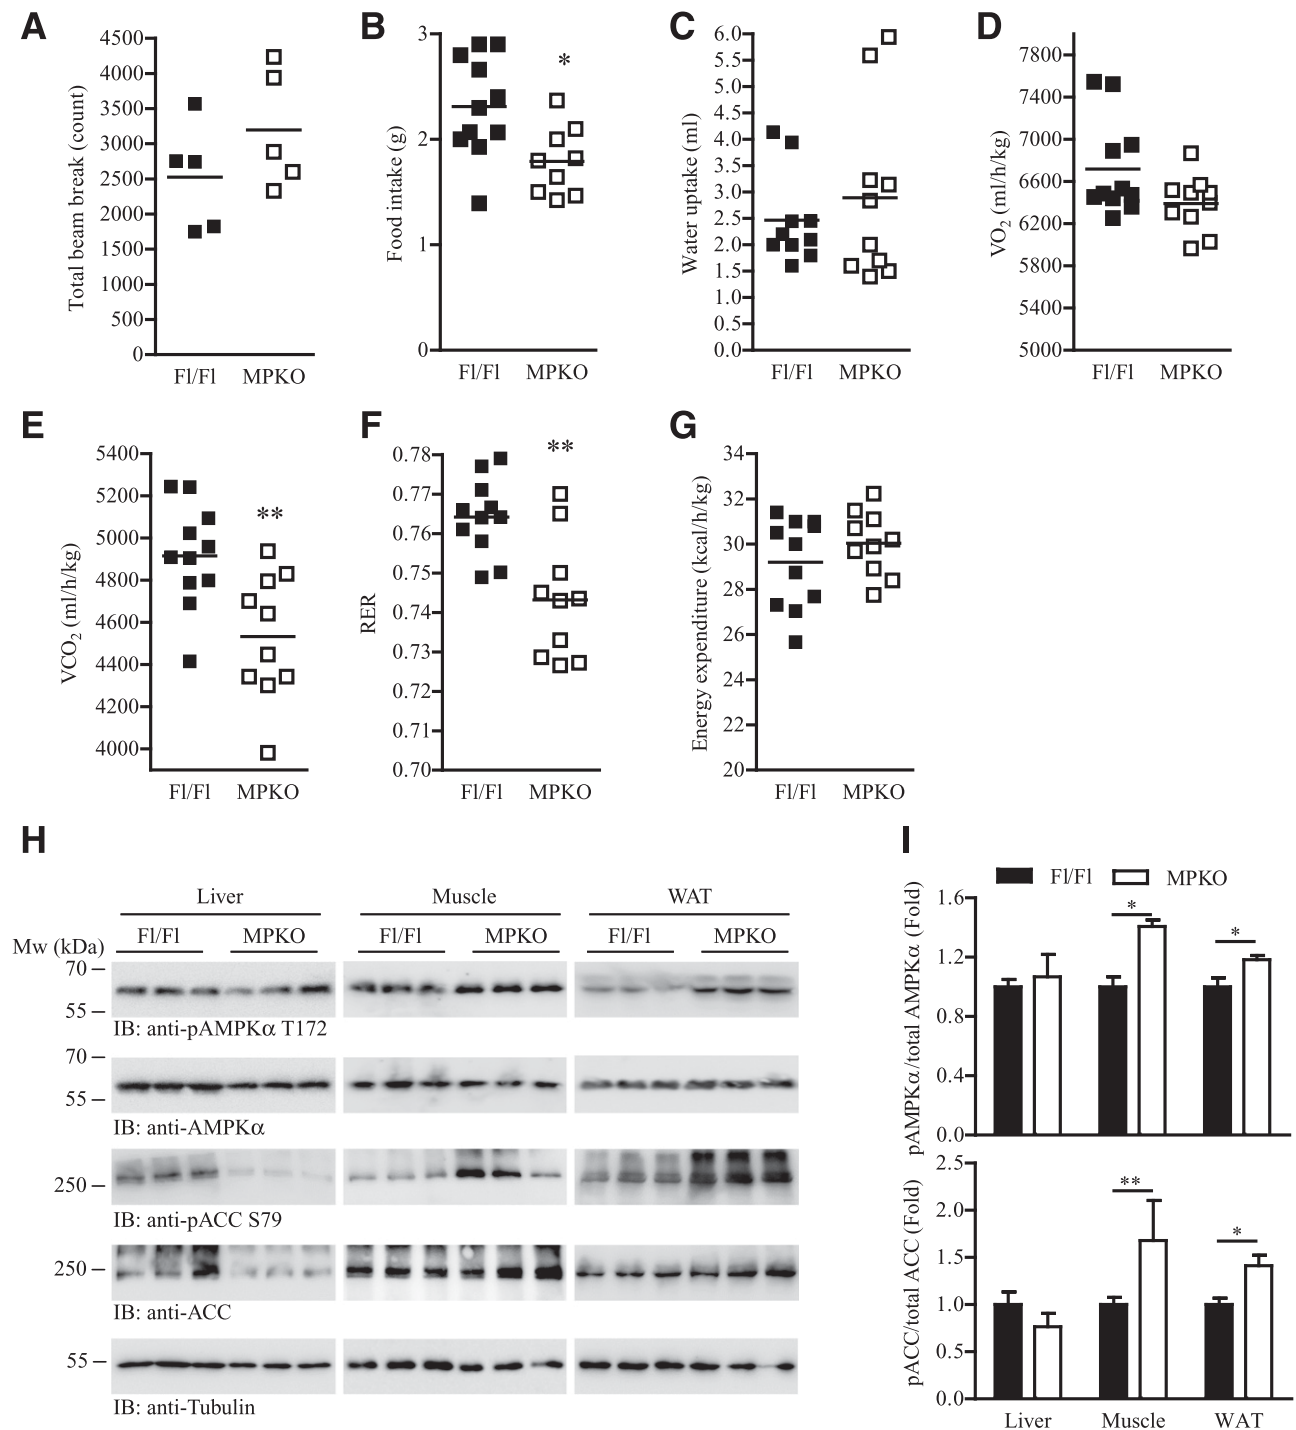 A
Total beam break (count)
4500
4000
3500
3000
2500
2000
1500
1000
500
0
Fl/Fl MPKO
B
Food intake (g)
3
2
1
0
*
Fl/Fl MPKO
C
Water uptake (ml)
6.0
5.5
5.0
4.5
4.0
3.5
3.0
2.5
2.0
1.5
1.0
0.5
0.0
Fl/Fl MPKO
D
VO2 (ml/h/kg)
7800
7400
7000
6600
6200
5800
5400
5000
Fl/Fl MPKO
E
VCO2 (ml/h/kg)
5400
5200
5000
4800
4600
4400
4200
4000
**
Fl/Fl MPKO
F
RER
0.78
0.77
0.76
0.75
0.74
0.73
0.72
0.71
0.70
**
Fl/Fl MPKO
G
Energy expenditure (kcal/h/kg)
34
32
30
28
26
24
22
20
Fl/Fl MPKO
H
Liver Muscle WAT
Mw (kDa) Fl/Fl MPKO Fl/Fl MPKO Fl/Fl MPKO
70
55
IB: anti-pAMPKα T172
70
55
IB: anti-AMPKα
250
IB: anti-pACC S79
250
IB: anti-ACC
55
IB: anti-Tubulin
I
Fl/Fl MPKO
pAMPKα/total AMPKα (Fold)
1.6
1.2
0.8
0.4
0.0
*
*
pACC/total ACC (Fold)
2.5
2.0
1.5
1.0
0.5
0.0
**
*
Liver Muscle WAT